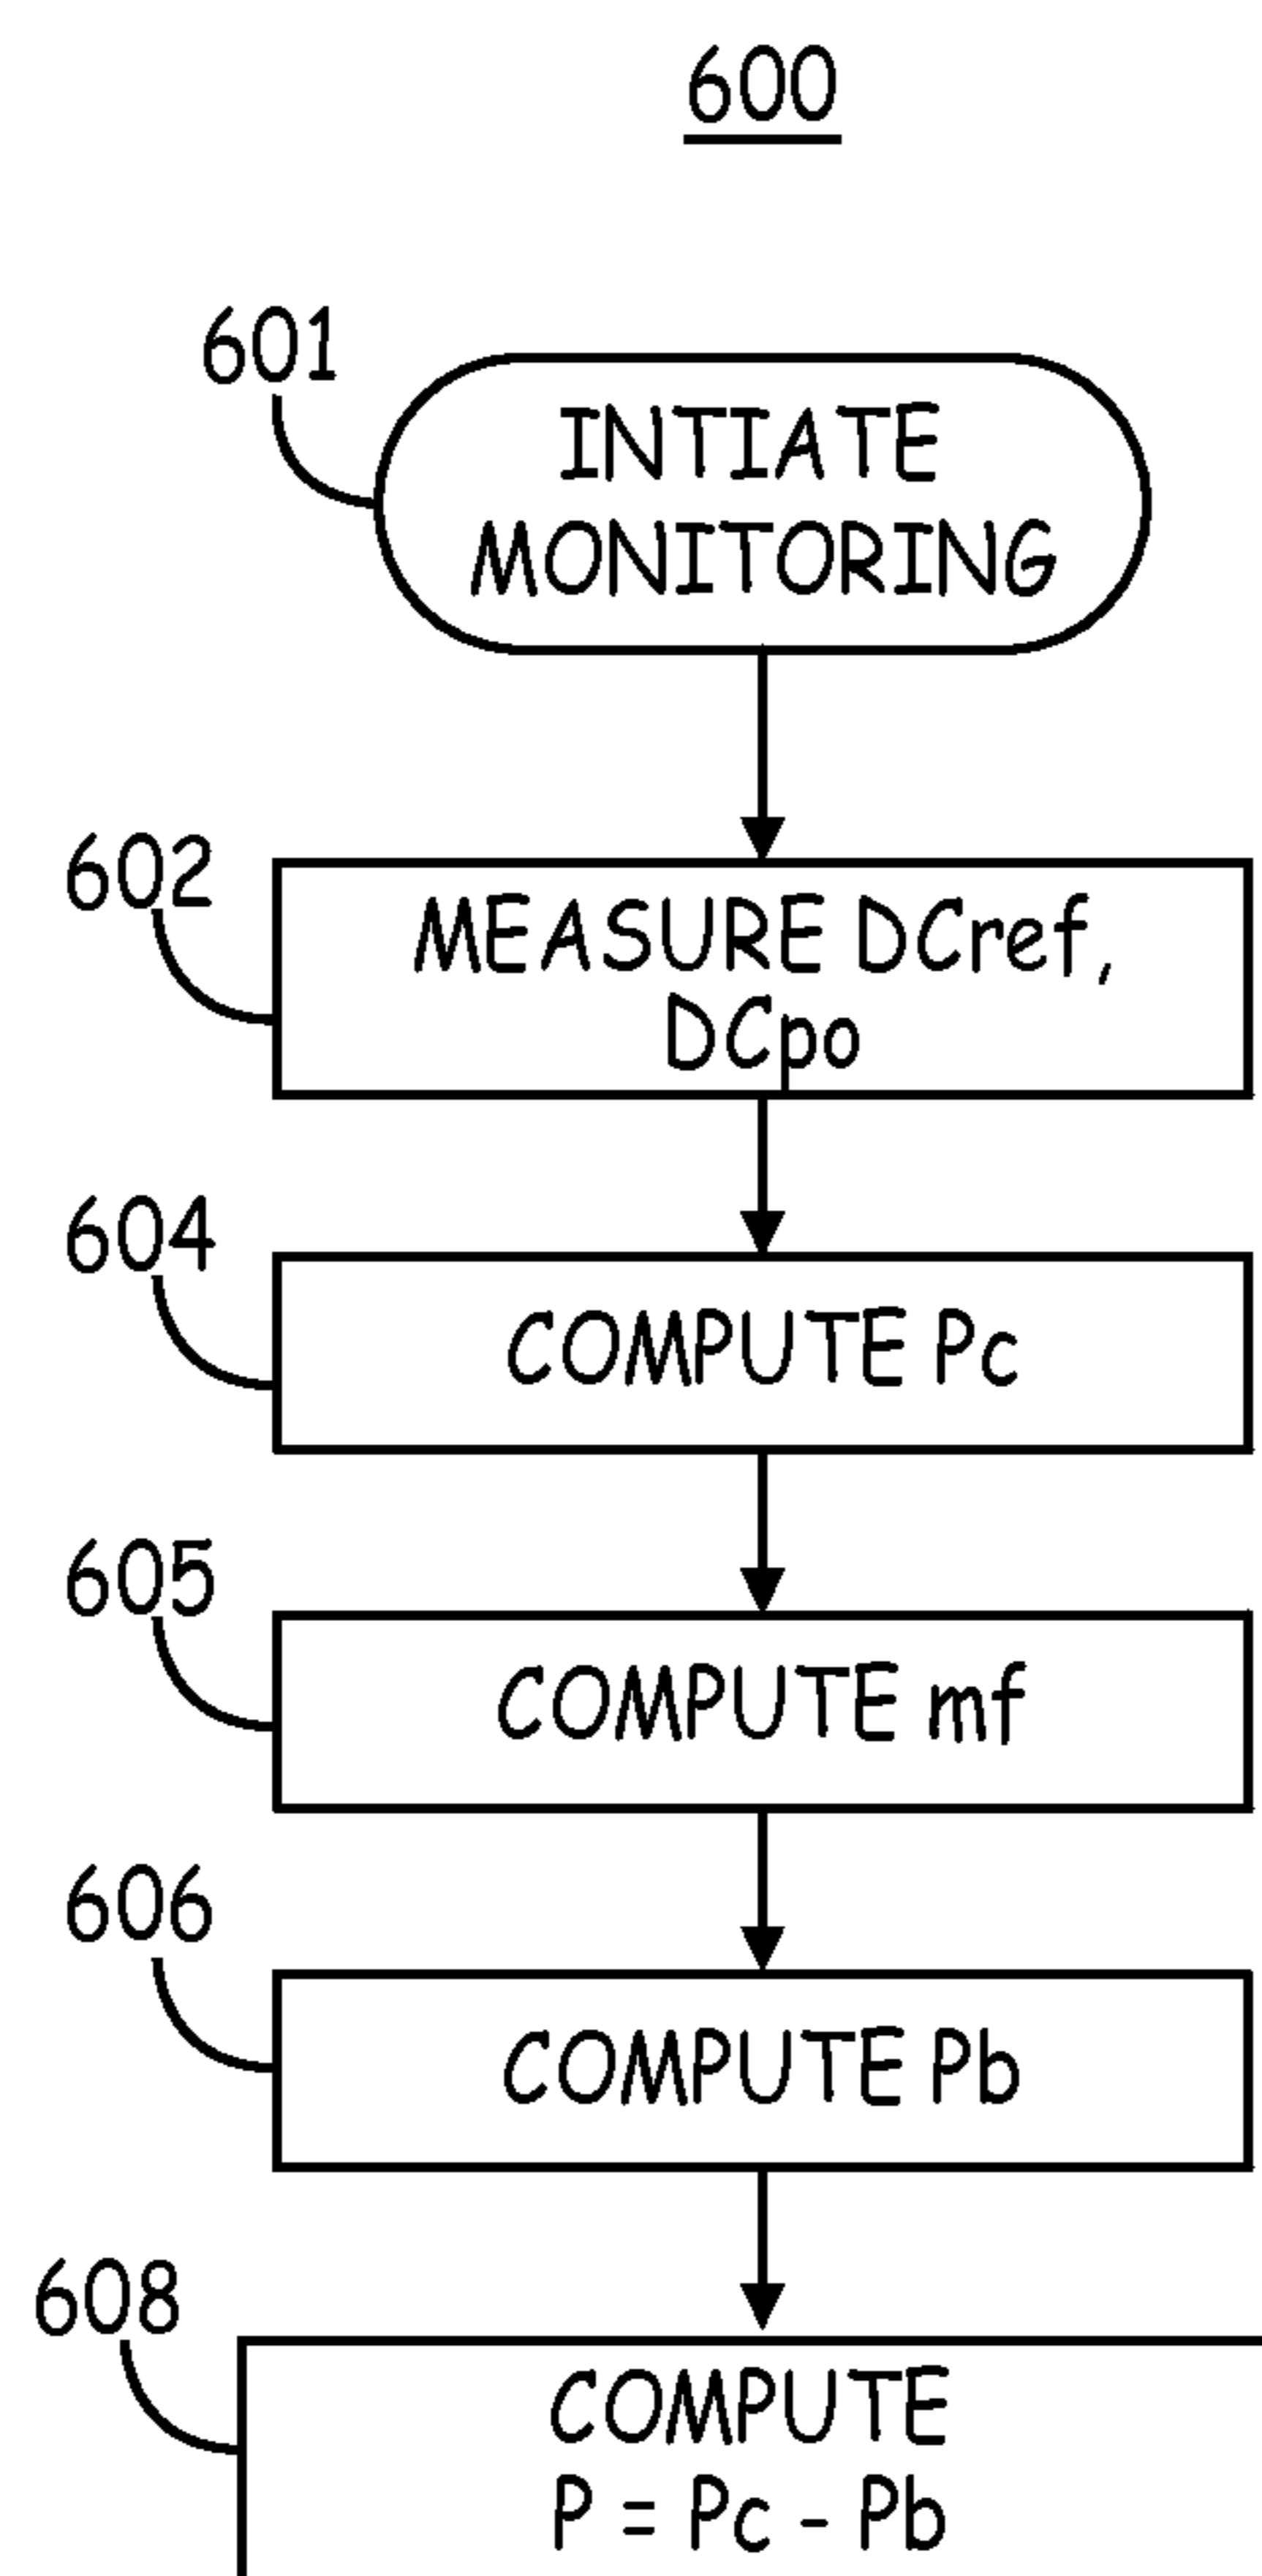 600
601
INTIATE
MONITORING
602
MEASURE DCref,
DCpo
604
COMPUTE Pc
605
COMPUTE mf
606
COMPUTE Pb
608
COMPUTE
P = Pc - Pb